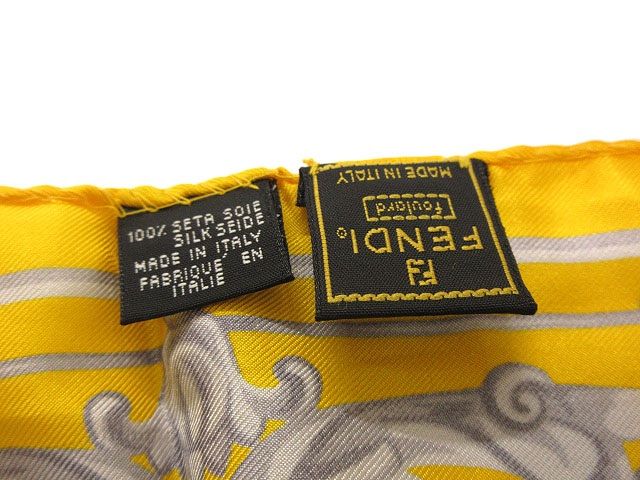 100% SETA SOIE
SILK SEIDE
MADE IN ITALY
FABRIQUÉ EN
ITALIE
FF
FENDI®
foulard
MADE IN ITALY